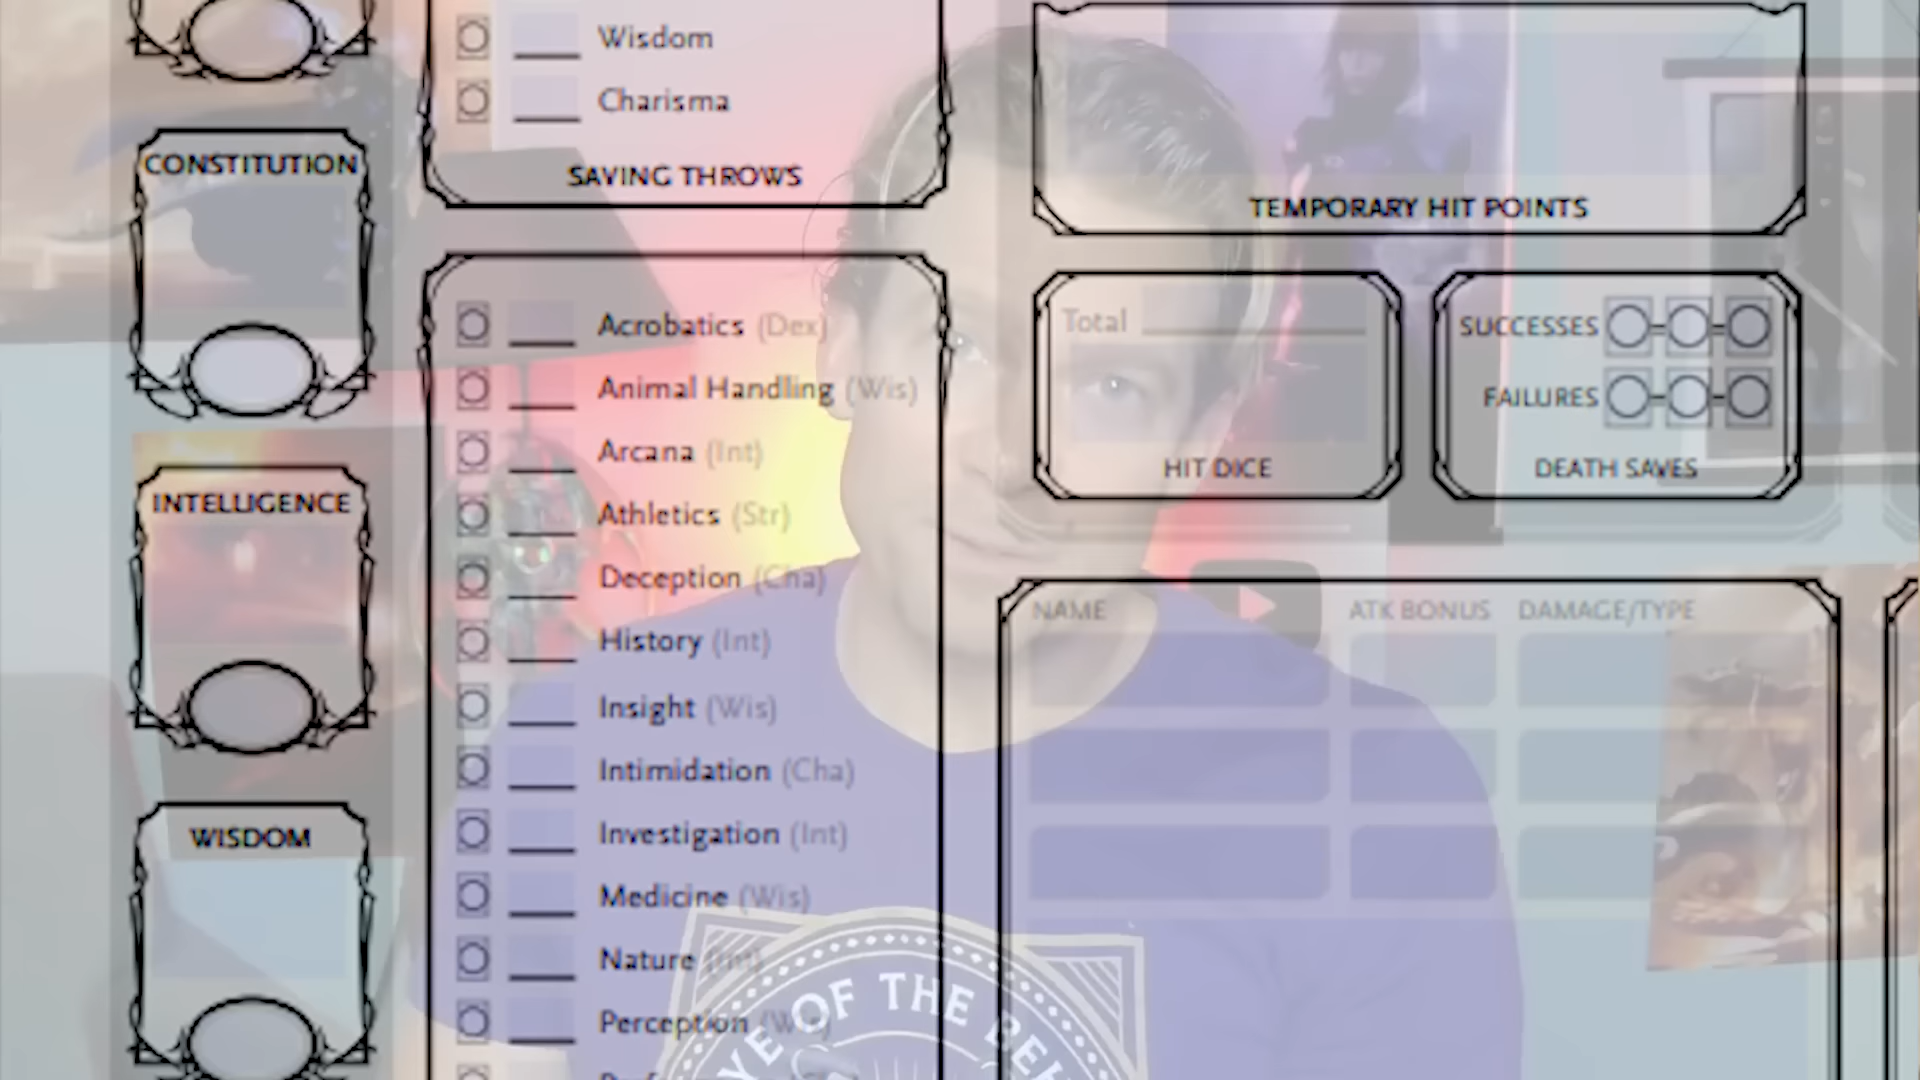 Wisdom
Charisma
SAVING THROWS
CONSTITUTION
INTELLIGENCE
WISDOM
Acrobatics (Dex)
Animal Handling (Wis)
Arcana (Int)
Athletics (Str)
Deception (Cha)
History (Int)
Insight (Wis)
Intimidation (Cha)
Investigation (Int)
Medicine (Wis)
Nature (Int)
Perception (Wis)
TEMPORARY HIT POINTS
Total
HIT DICE
SUCCESSES
FAILURES
DEATH SAVES
NAME ATK BONUS DAMAGE/TYPE
OF THE